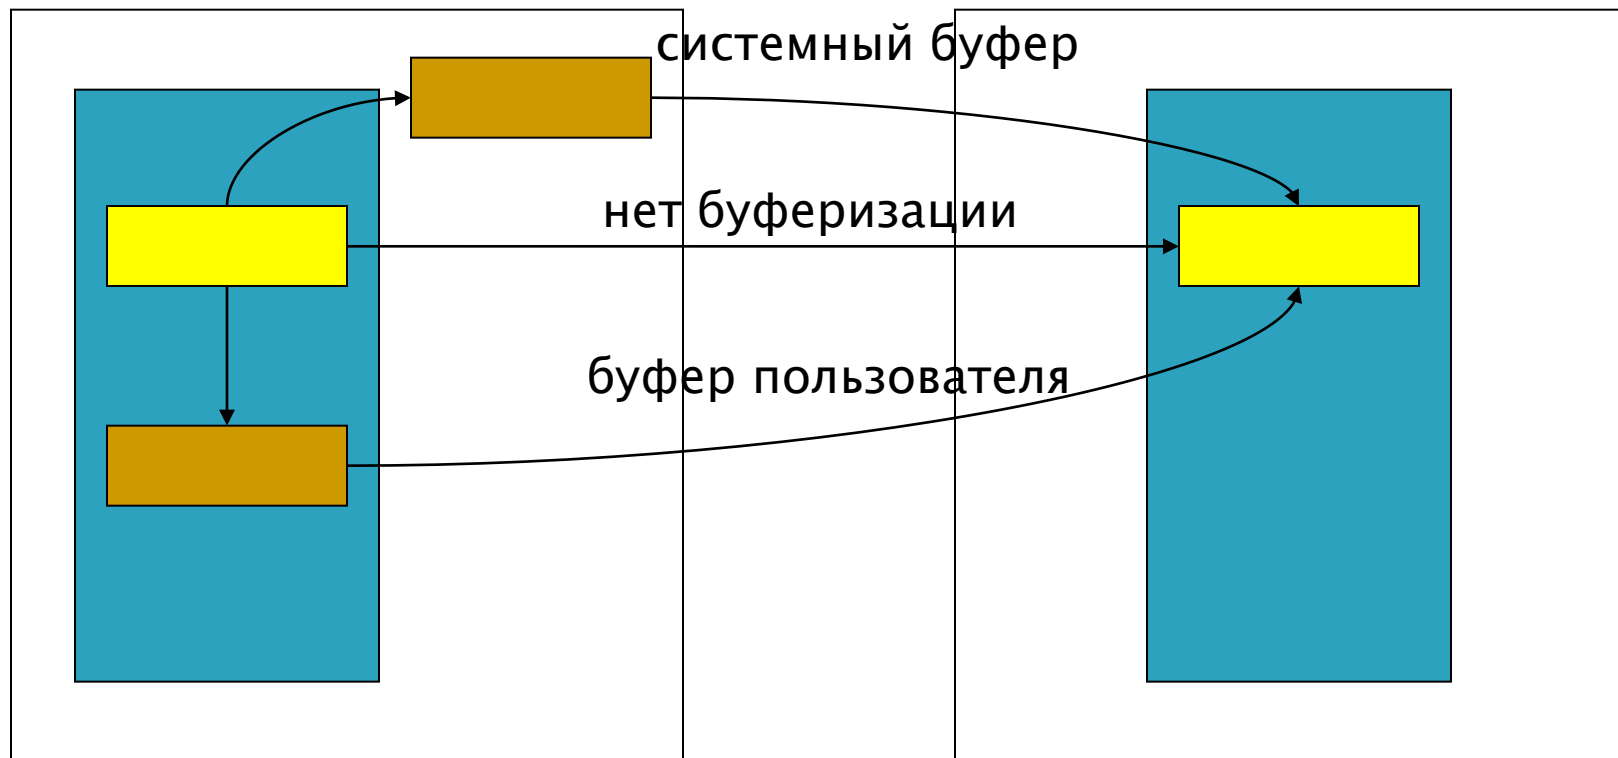 системный буфер
нет буферизации
буфер пользователя